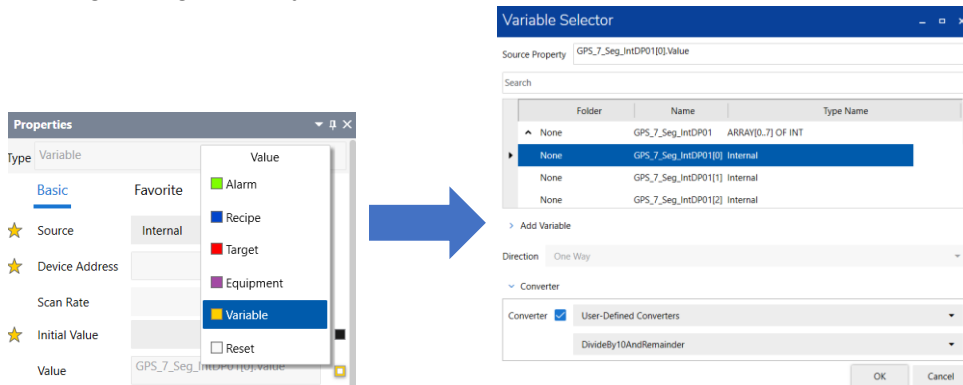 Properties
Type Variable
Basic Favorite
Source Internal
Device Address
Scan Rate
Initial Value
Value GPS_7_Seg_IntDP01[0].Value
Value
Alarm
Recipe
Target
Equipment
Variable
Reset
Variable Selector
Source Property GPS_7_Seg_IntDP01[0].Value
Search
Folder Name Type Name
None GPS_7_Seg_IntDP01 ARRAY[0..7] OF INT
None GPS_7_Seg_IntDP01[0] Internal
None GPS_7_Seg_IntDP01[1] Internal
None GPS_7_Seg_IntDP01[2] Internal
Add Variable
Direction One Way
Converter
Converter User-Defined Converters
DivideBy10AndRemainder
OK Cancel